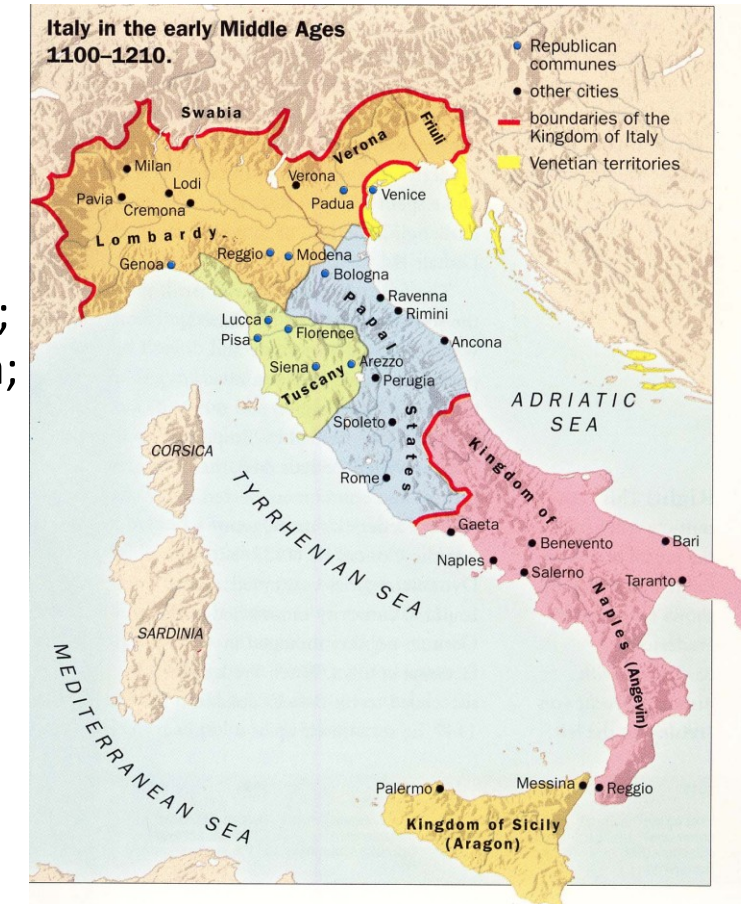 Italy in the early Middle Ages
1100–1210.
Republican
communes
other cities
boundaries of the
Kingdom of Italy
Venetian territories
Swabia
Verona
Friuli
Milan
Verona
Lodi
Pavia
Padua
Venice
Cremona
Lombardy
Reggio
Modena
Genoa
Bologna
Papal
States
Ravenna
Rimini
;
Lucca
Florence
Pisa
Ancona
Siena
Arezzo
Tuscany
Perugia
;
ADRIATIC
SEA
Spoleto
CORSICA
Rome
Kingdom of
Naples (Angevin)
TYRRHENIAN SEA
Gaeta
Benevento
Bari
Naples
Salerno
Taranto
SARDINIA
MEDITERRANEAN SEA
Palermo
Messina
Reggio
Kingdom of Sicily
(Aragon)